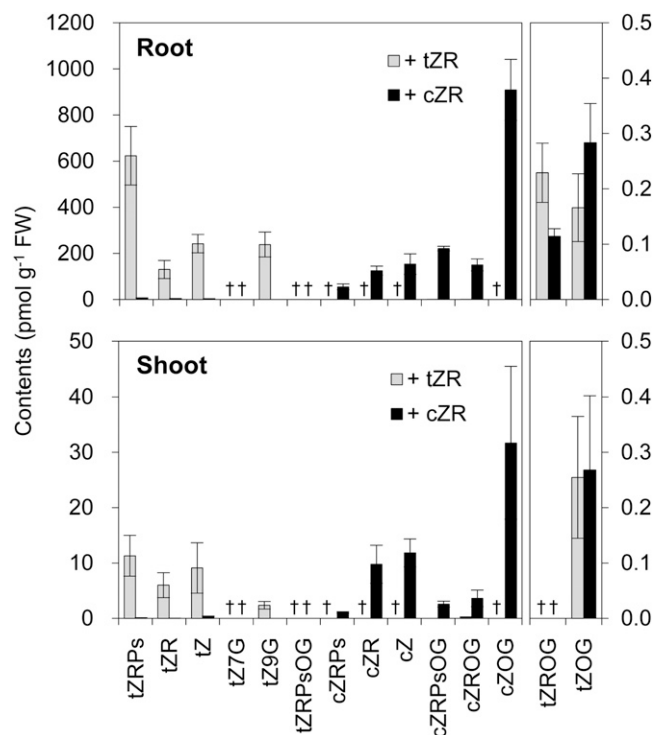 Contents (pmol g⁻¹ FW)
Root
+ tZR
+ cZR
1200
1000
800
600
400
200
0
†† †† † † † †
0.5
0.4
0.3
0.2
0.1
0.0
Shoot
+ tZR
+ cZR
50
40
30
20
10
0
†† †† † † † † ††
0.5
0.4
0.3
0.2
0.1
0.0
tZRPs
tZR
tZ
tZ7G
tZ9G
tZRPsOG
cZRPs
cZR
cZ
cZRPsOG
cZROG
cZOG
tZROG
tZOG